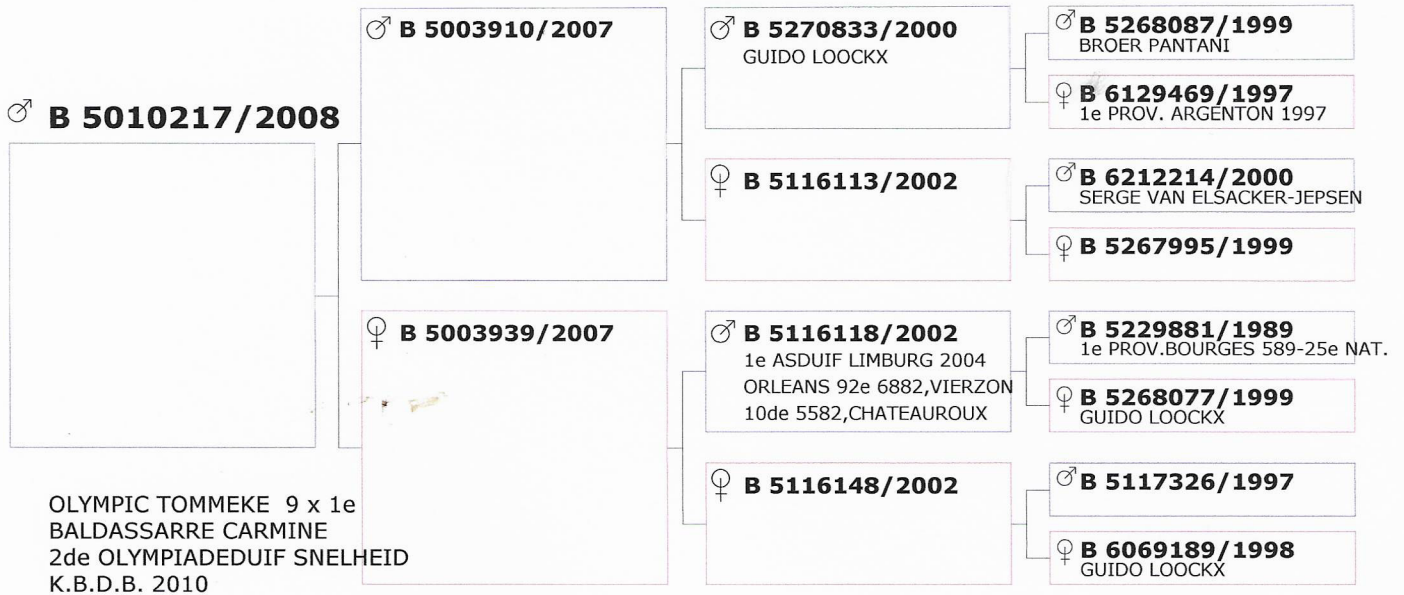 ♂ B 5010217/2008
OLYMPIC TOMMEKE 9 x 1e
BALDASSARRE CARMINE
2de OLYMPIADEDUIF SNELHEID
K.B.D.B. 2010
♂ B 5003910/2007
♀ B 5003939/2007
♂ B 5270833/2000
GUIDO LOOCKX
♀ B 5116113/2002
♂ B 5116118/2002
1e ASDUIF LIMBURG 2004
ORLEANS 92e 6882,VIERZON
10de 5582,CHATEAUROUX
♀ B 5116148/2002
♂ B 5268087/1999
BROER PANTANI
♀ B 6129469/1997
1e PROV. ARGENTON 1997
♂ B 6212214/2000
SERGE VAN ELSACKER-JEPSEN
♀ B 5267995/1999
♂ B 5229881/1989
1e PROV.BOURGES 589-25e NAT.
♀ B 5268077/1999
GUIDO LOOCKX
♂ B 5117326/1997
♀ B 6069189/1998
GUIDO LOOCKX